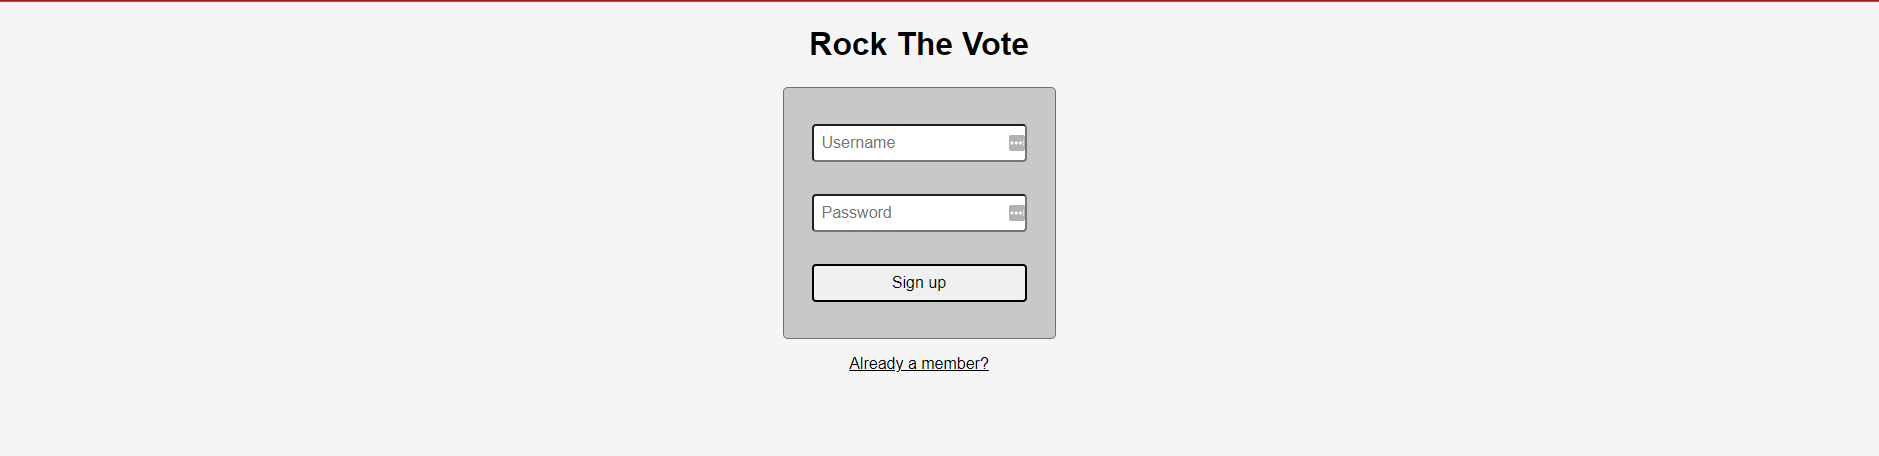 Rock The Vote
Username
Password
Sign up
Already a member?